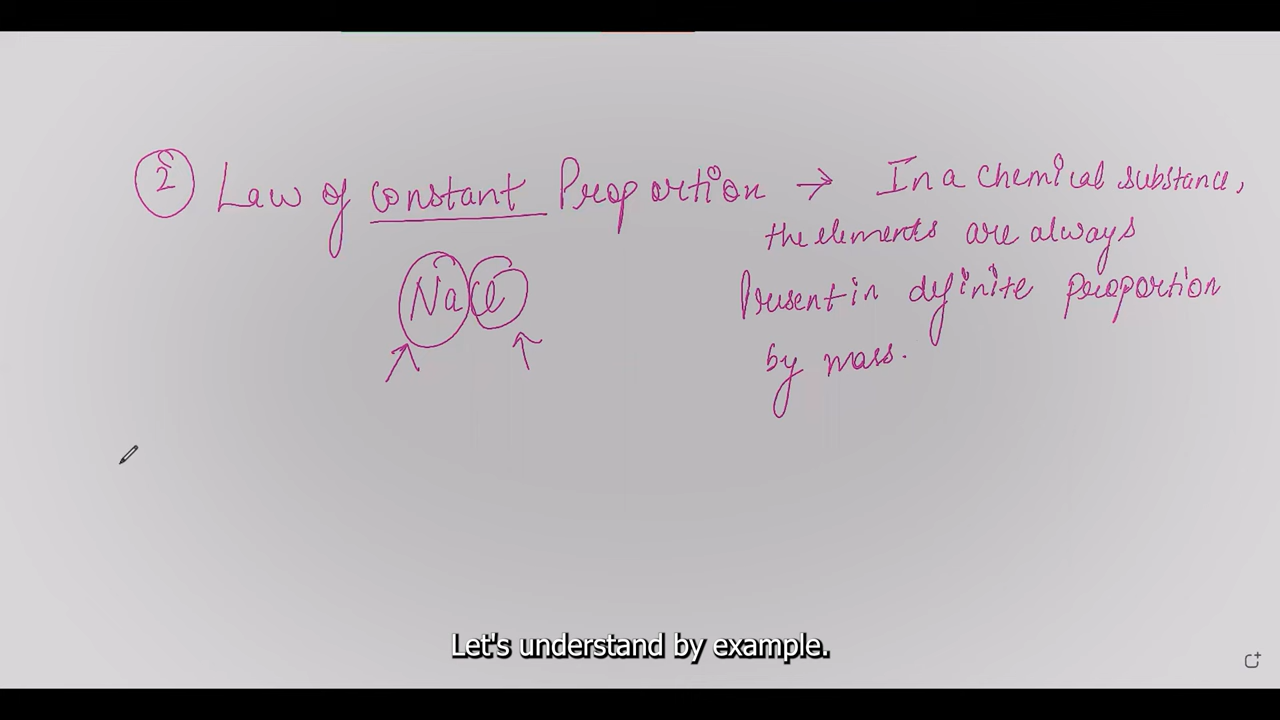 2 Law of constant Proportion → In a chemical substance,
the elements are always
Present in definite proportion
by mass.
NaCl
Let's understand by example.